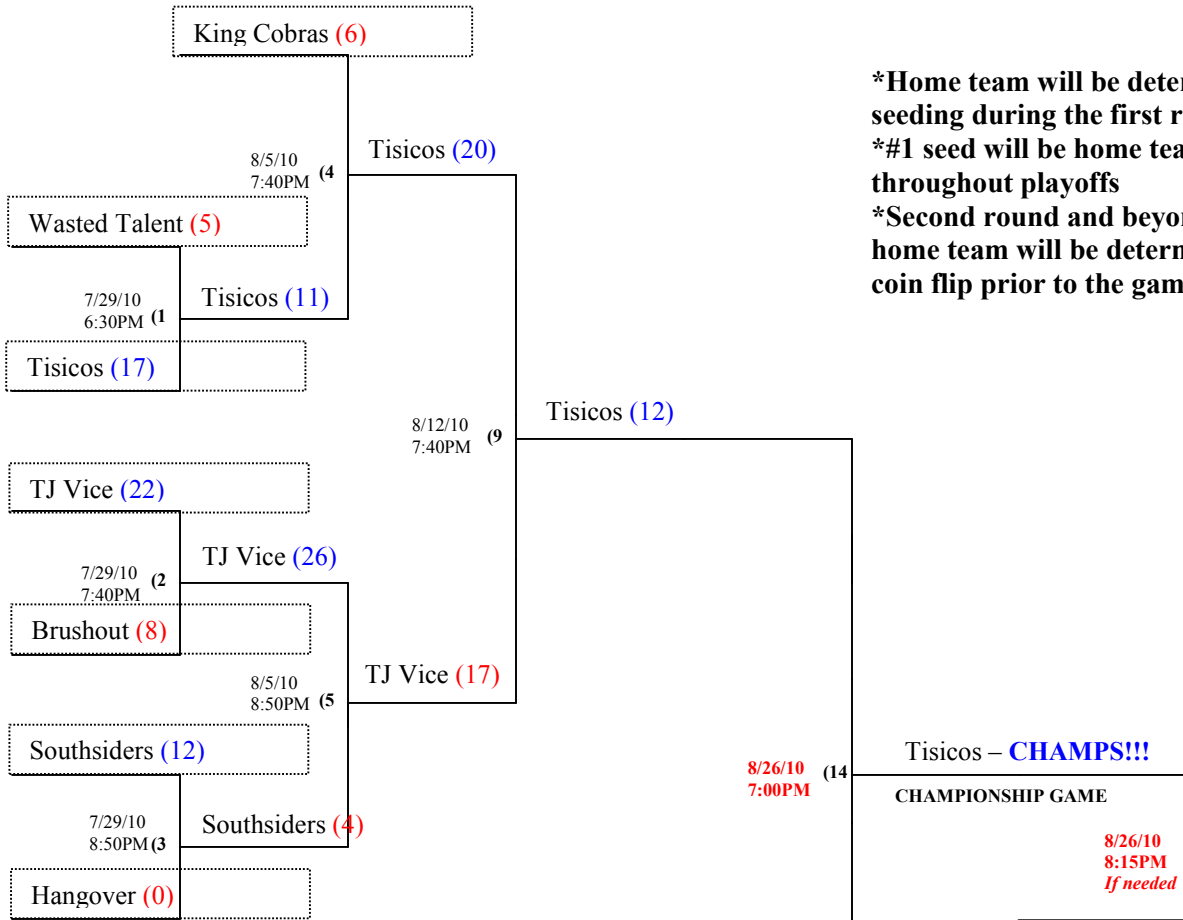 King Cobras (6)
*Home team will be deter
seeding during the first r
*#1 seed will be home tea
throughout playoffs
*Second round and beyon
home team will be determ
coin flip prior to the gam
8/5/10
7:40PM (4
Tisicos (20)
Wasted Talent (5)
7/29/10
6:30PM (1
Tisicos (11)
Tisicos (17)
8/12/10
7:40PM (9
Tisicos (12)
TJ Vice (22)
7/29/10
7:40PM (2
TJ Vice (26)
Brushout (8)
8/5/10
8:50PM (5
TJ Vice (17)
Southsiders (12)
8/26/10
7:00PM (14
Tisicos – CHAMPS!!!
CHAMPIONSHIP GAME
7/29/10
8:50PM (3
Southsiders (4)
8/26/10
8:15PM
If needed
Hangover (0)